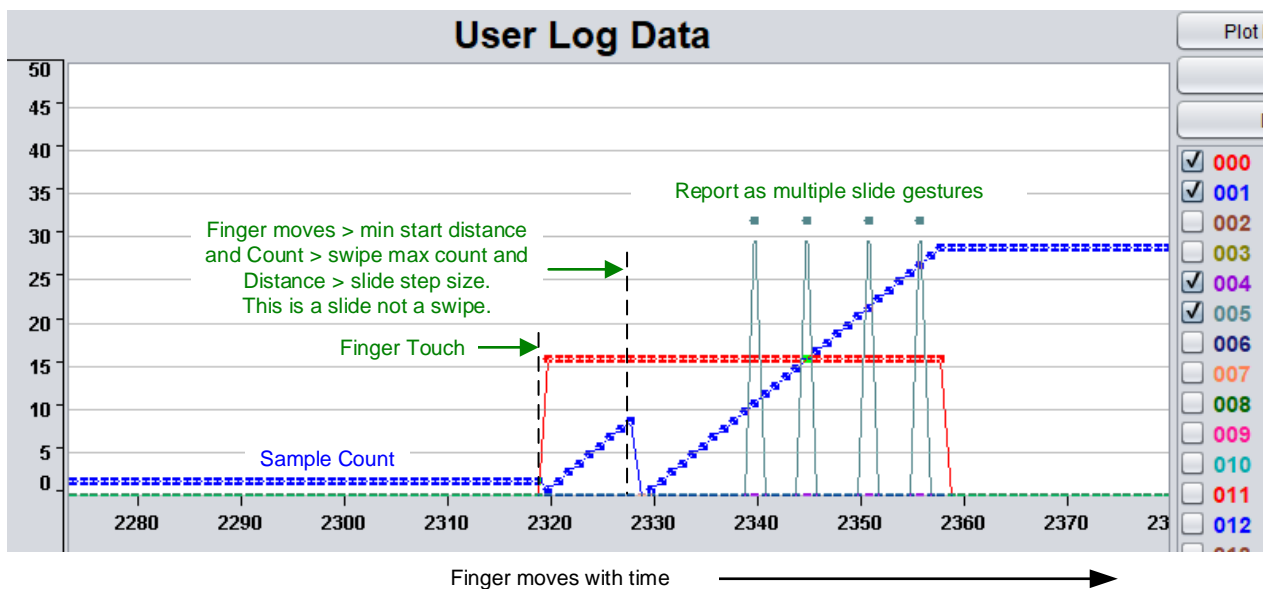 User Log Data
Plot
50
45
40
35
30
25
20
15
10
5
0
Report as multiple slide gestures
Finger moves > min start distance
and Count > swipe max count and
Distance > slide step size.
This is a slide not a swipe.
Finger Touch
Sample Count
2280 2290 2300 2310 2320 2330 2340 2350 2360 2370
000
001
002
003
004
005
006
007
008
009
010
011
012
Finger moves with time